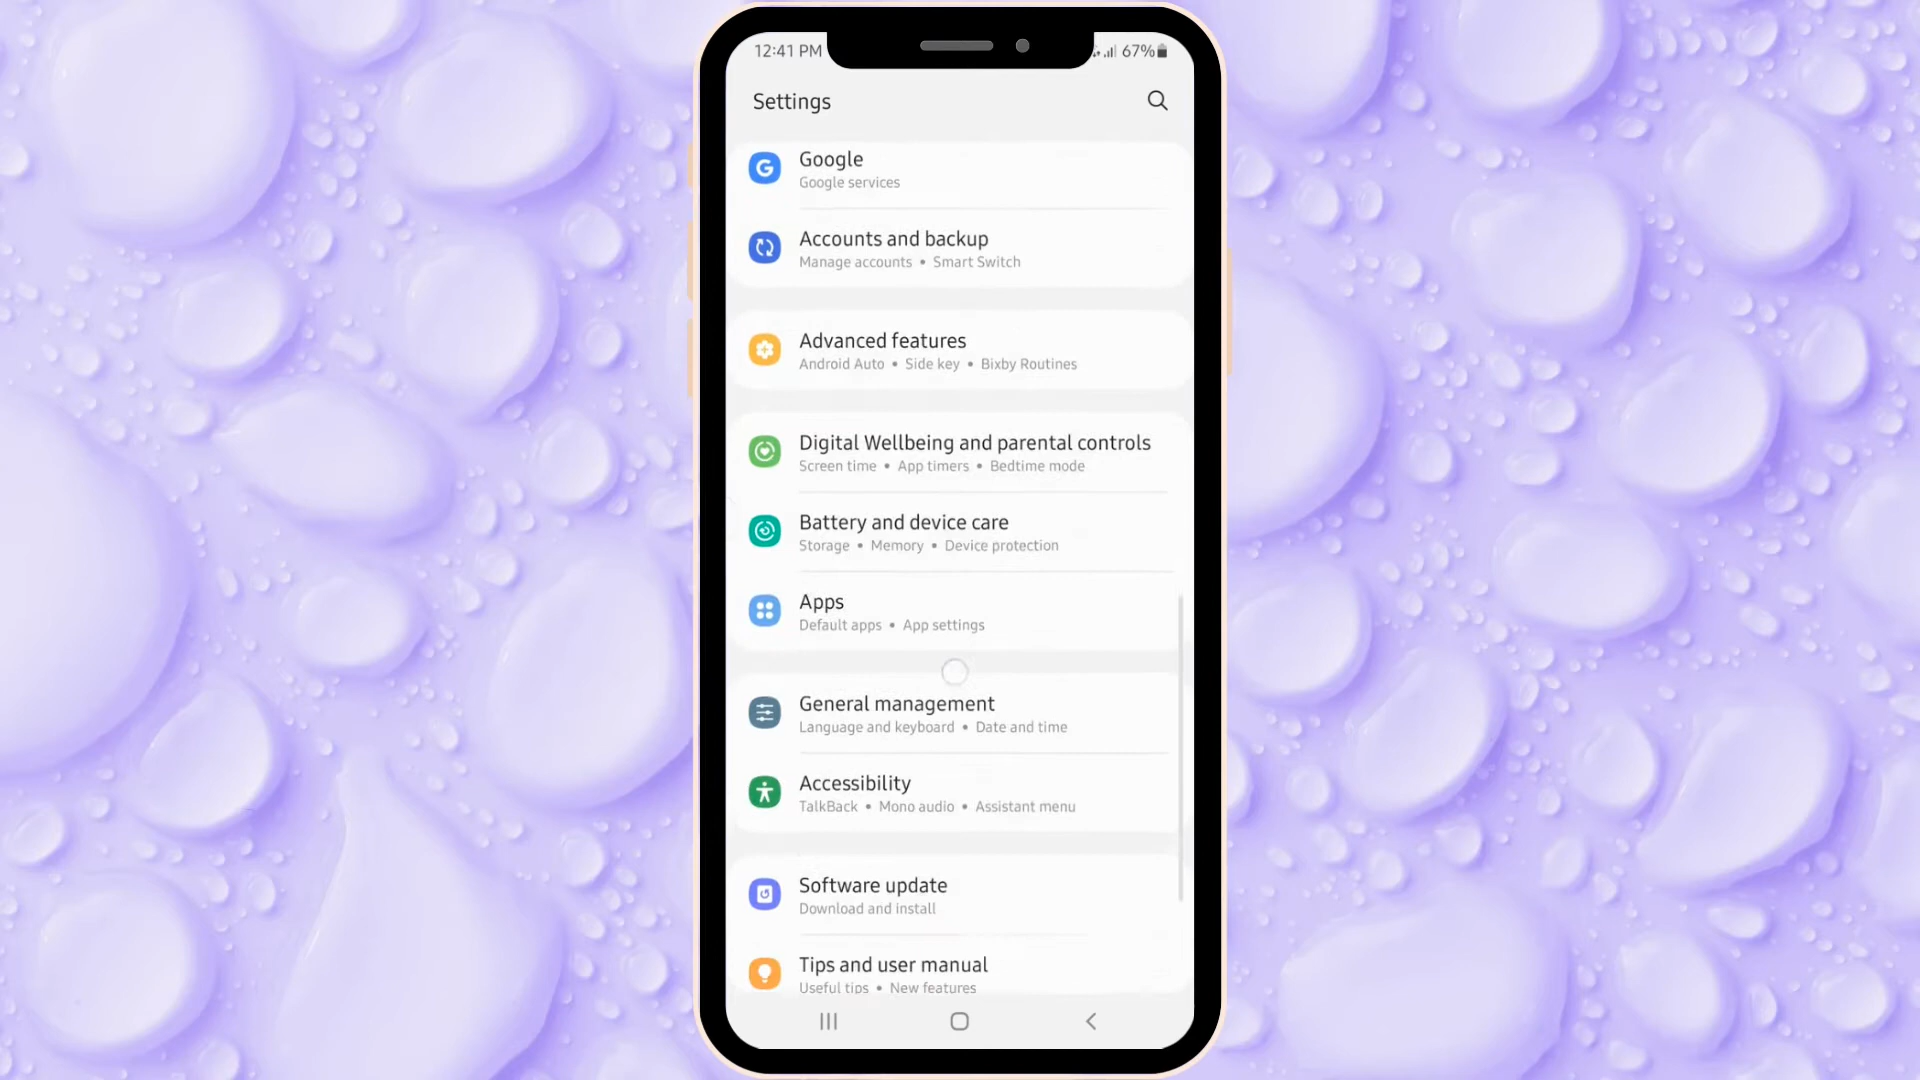 12:41 PM
67%
Settings
Google
Google services
Accounts and backup
Manage accounts • Smart Switch
Advanced features
Android Auto • Side key • Bixby Routines
Digital Wellbeing and parental controls
Screen time • App timers • Bedtime mode
Battery and device care
Storage • Memory • Device protection
Apps
Default apps • App settings
General management
Language and keyboard • Date and time
Accessibility
TalkBack • Mono audio • Assistant menu
Software update
Download and install
Tips and user manual
Useful tips • New features